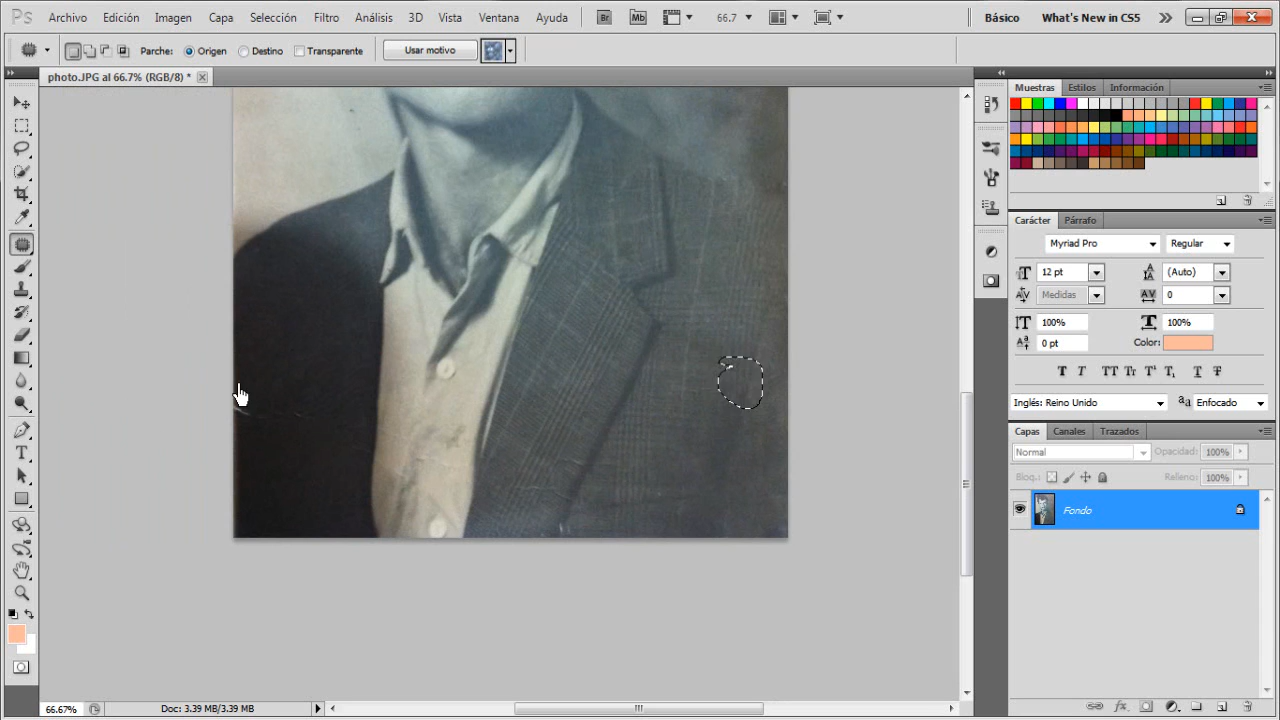 Ps Archivo Edición Imagen Capa Selección Filtro Análisis 3D Vista Ventana Ayuda Br Mb 66.7 Básico What's New in CS5
Parche: Origen Destino Transparente Usar motivo
photo.JPG al 66.7% (RGB/8) *
Muestras Estilos Información
Carácter Párrafo
Myriad Pro Regular
12 pt (Auto)
Medidas 0
100% 100%
0 pt Color:
Inglés: Reino Unido Enfocado
Capas Canales Trazados
Normal Opacidad: 100%
Bloq.: Relleno: 100%
Fondo
66.67% Doc: 3.39 MB/3.39 MB